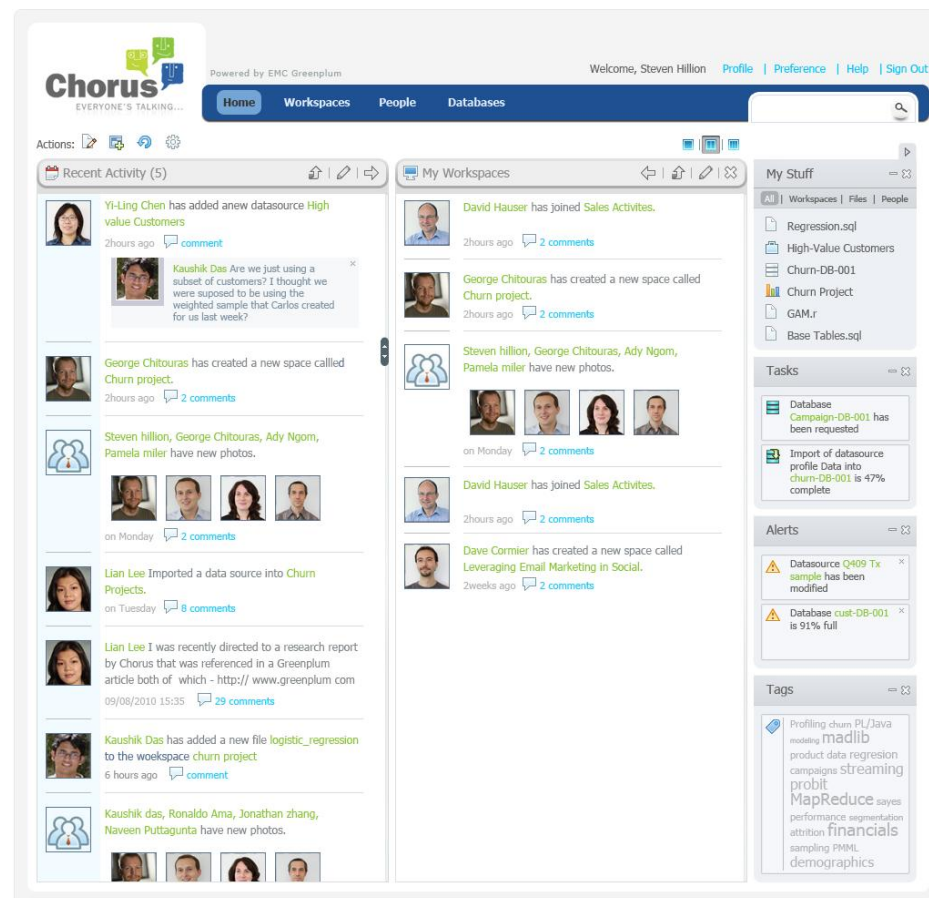 Chorus
EVERYONE'S TALKING...
Powered by EMC Greenplum
Welcome, Steven Hillion Profile | Preference | Help | Sign Out
Home Workspaces People Databases
Actions:
Recent Activity (5)
Yi-Ling Chen has added anew datasource High
value Customers
2hours ago comment
Kaushik Das Are we just using a
subset of customers? I thought we
were suposed to be using the
weighted sample that Carlos created
for us last week?
George Chitouras has created a new space callled
Churn project.
2hours ago 2 comments
Steven hillion, George Chitouras, Ady Ngom,
Pamela miler have new photos.
on Monday 2 comments
Lian Lee Imported a data source into Churn
Projects.
on Tuesday 8 comments
Lian Lee I was recently directed to a research report
by Chorus that was referenced in a Greenplum
article both of which - http:// www.greenplum com
09/08/2010 15:35 29 comments
Kaushik Das has added a new file logistic_regression
to the woekspace churn project
6 hours ago comment
Kaushik das, Ronaldo Ama, Jonathan zhang,
Naveen Puttagunta have new photos.
My Workspaces
David Hauser has joined Sales Activites.
2hours ago 2 comments
George Chitouras has created a new space called
Churn project.
2hours ago 2 comments
Steven hillion, George Chitouras, Ady Ngom,
Pamela miler have new photos.
on Monday 2 comments
David Hauser has joined Sales Activites.
2hours ago 2 comments
Dave Cormier has created a new space called
Leveraging Email Marketing in Social.
2weeks ago 2 comments
My Stuff
All | Workspaces | Files | People
Regression.sql
High-Value Customers
Churn-DB-001
Churn Project
GAM.r
Base Tables.sql
Tasks
Database
Campaign-DB-001 has
been requested
Import of datasource
profile Data into
churn-DB-001 is 47%
complete
Alerts
Datasource Q409 Tx
sample has been
modified
Database cust-DB-001
is 91% full
Tags
Profiling churn PL/Java
modeling madlib
product data regresion
campaigns streaming
probit
MapReduce sayes
performance segmentation
attrition financials
sampling PMML
demographics